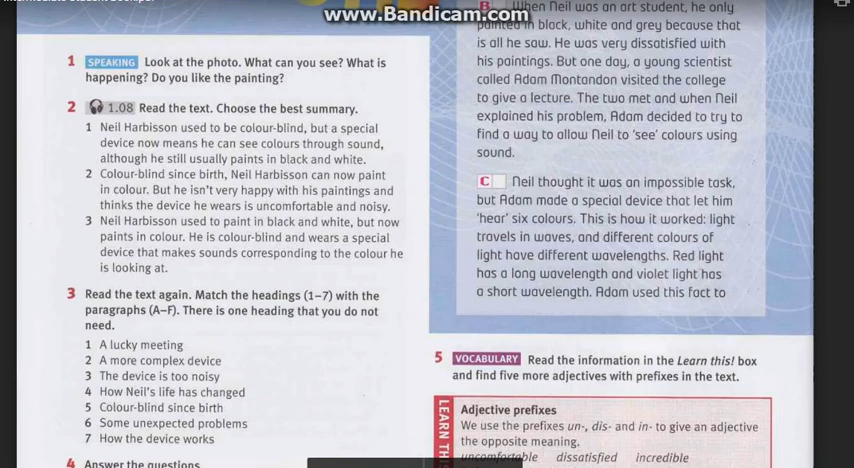 Intermediate Student Book.pdf
www.Bandicam.com
1 SPEAKING Look at the photo. What can you see? What is
happening? Do you like the painting?
2 1.08 Read the text. Choose the best summary.
1 Neil Harbisson used to be colour-blind, but a special
device now means he can see colours through sound,
although he still usually paints in black and white.
2 Colour-blind since birth, Neil Harbisson can now paint
in colour. But he isn't very happy with his paintings and
thinks the device he wears is uncomfortable and noisy.
3 Neil Harbisson used to paint in black and white, but now
paints in colour. He is colour-blind and wears a special
device that makes sounds corresponding to the colour he
is looking at.
3 Read the text again. Match the headings (1–7) with the
paragraphs (A–F). There is one heading that you do not
need.
1 A lucky meeting
2 A more complex device
3 The device is too noisy
4 How Neil's life has changed
5 Colour-blind since birth
6 Some unexpected problems
7 How the device works
4 Answer the questions
B When Neil was an art student, he only
painted in black, white and grey because that
is all he saw. He was very dissatisfied with
his paintings. But one day, a young scientist
called Adam Montandon visited the college
to give a lecture. The two met and when Neil
explained his problem, Adam decided to try to
find a way to allow Neil to 'see' colours using
sound.
C Neil thought it was an impossible task,
but Adam made a special device that let him
'hear' six colours. This is how it worked: light
travels in waves, and different colours of
light have different wavelengths. Red light
has a long wavelength and violet light has
a short wavelength. Adam used this fact to
5 VOCABULARY Read the information in the Learn this! box
and find five more adjectives with prefixes in the text.
LEARN THIS
Adjective prefixes
We use the prefixes un-, dis- and in- to give an adjective
the opposite meaning.
uncomfortable dissatisfied incredible